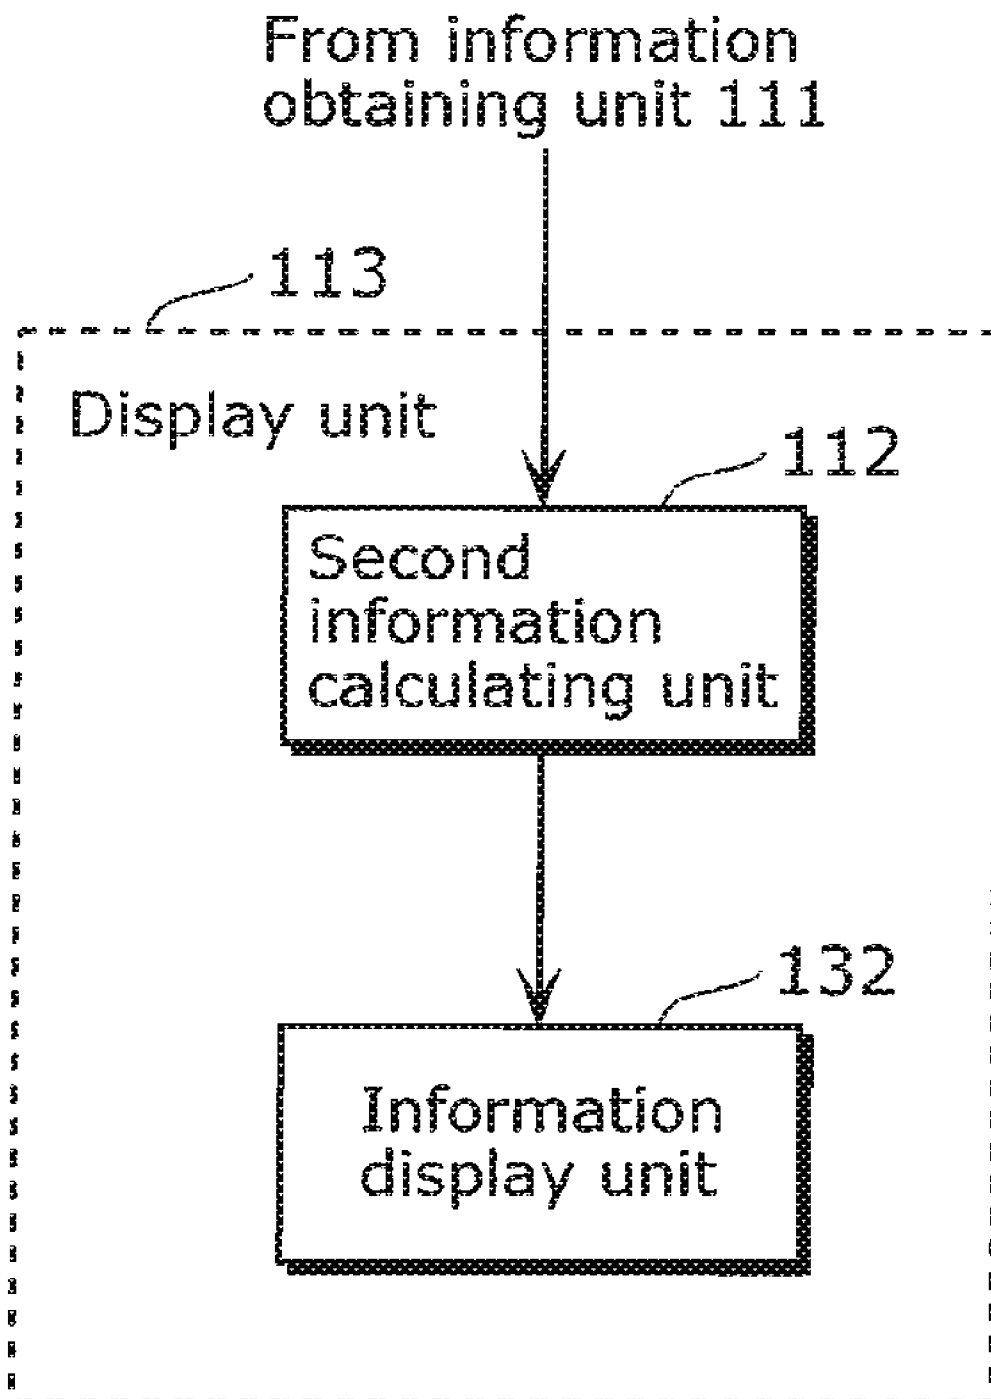 From information
obtaining unit 111
113
Display unit
112
Second
information
calculating unit
132
Information
display unit